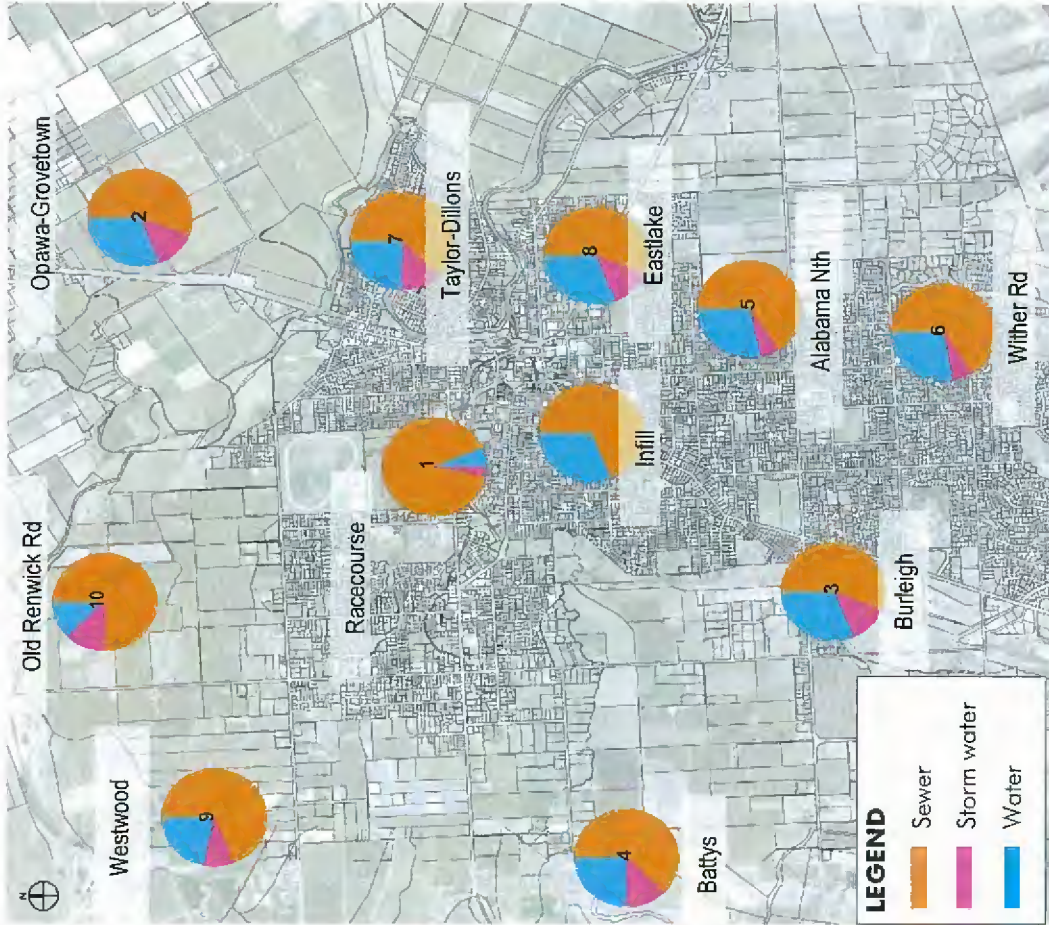 Opawa-Grovetown
2
Old Renwick Rd
10
Westwood
9
Taylor-Dillons
7
Racecourse
1
Eastlake
8
Infill
Alabama Nth
5
Wither Rd
6
Burleigh
3
Battys
4
N
LEGEND
Sewer
Storm water
Water